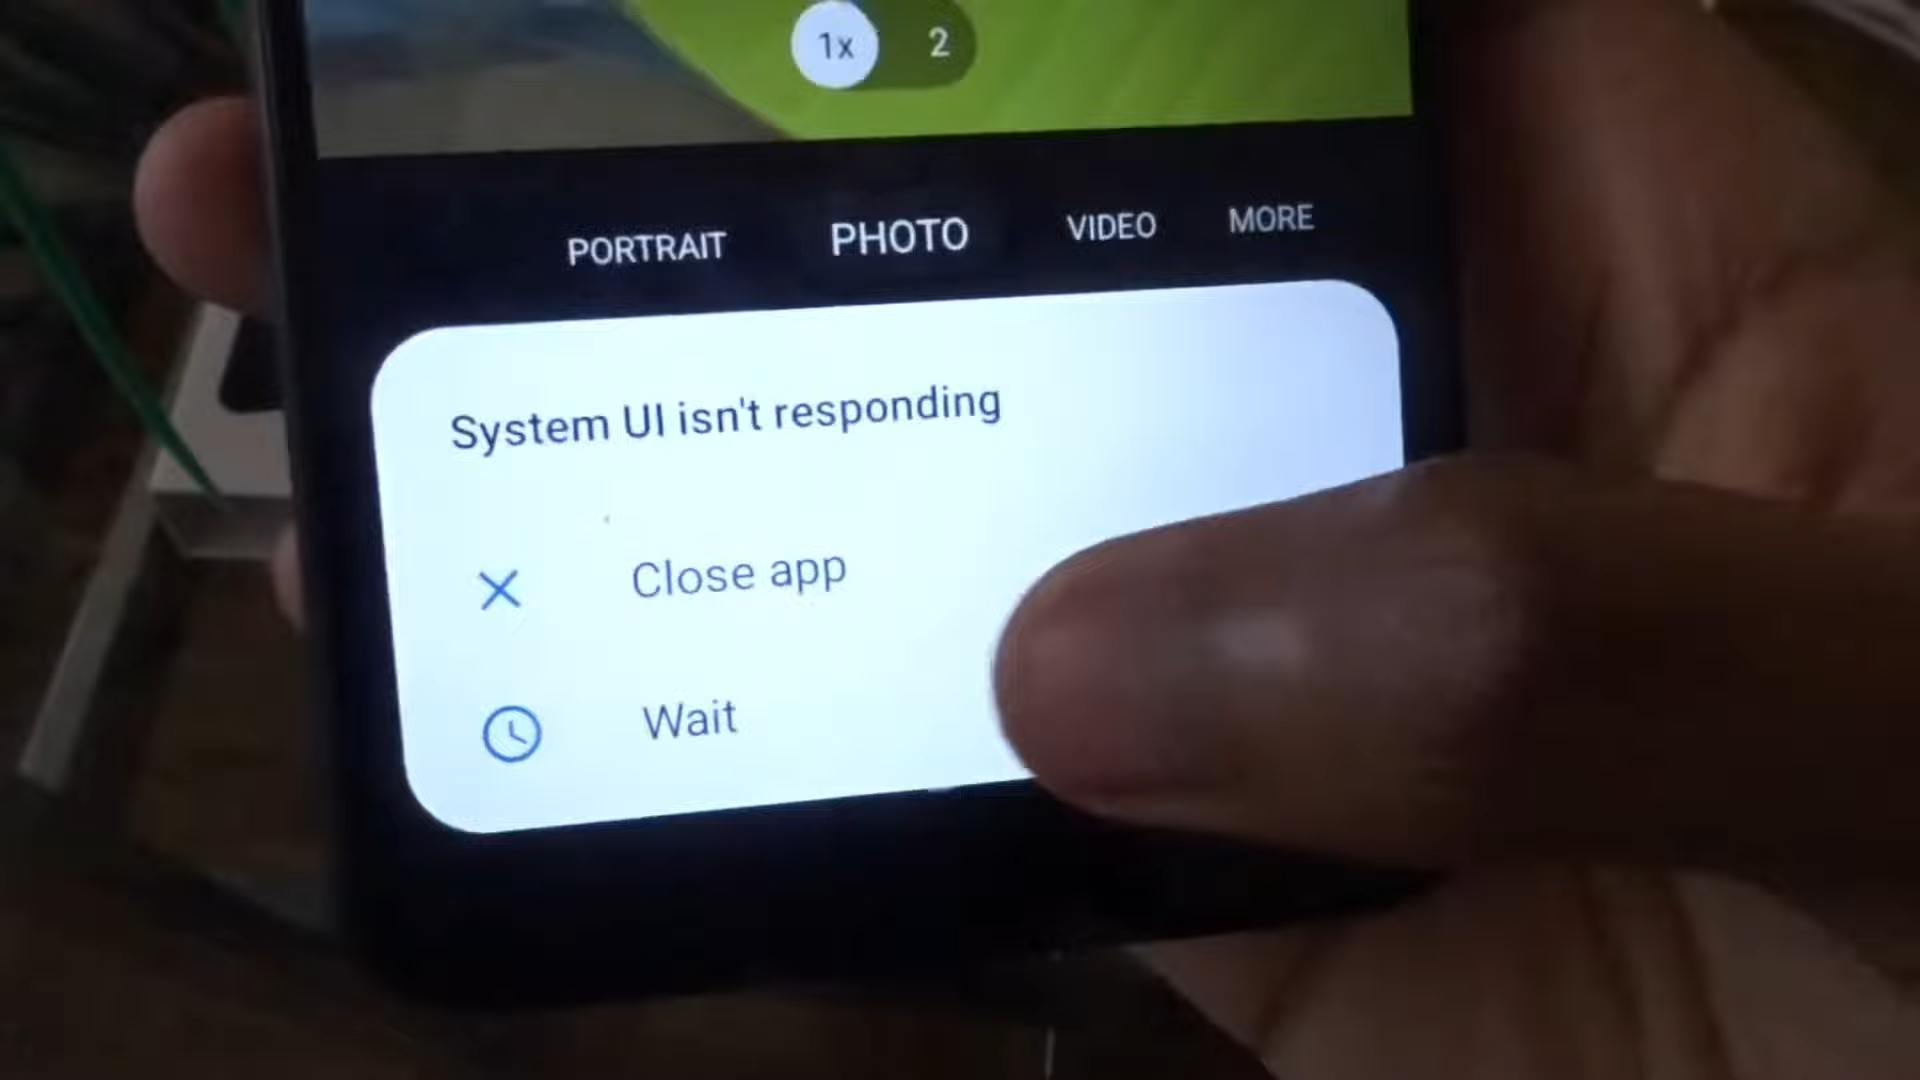 1x 2
PORTRAIT PHOTO VIDEO MORE
System UI isn't responding
Close app
Wait